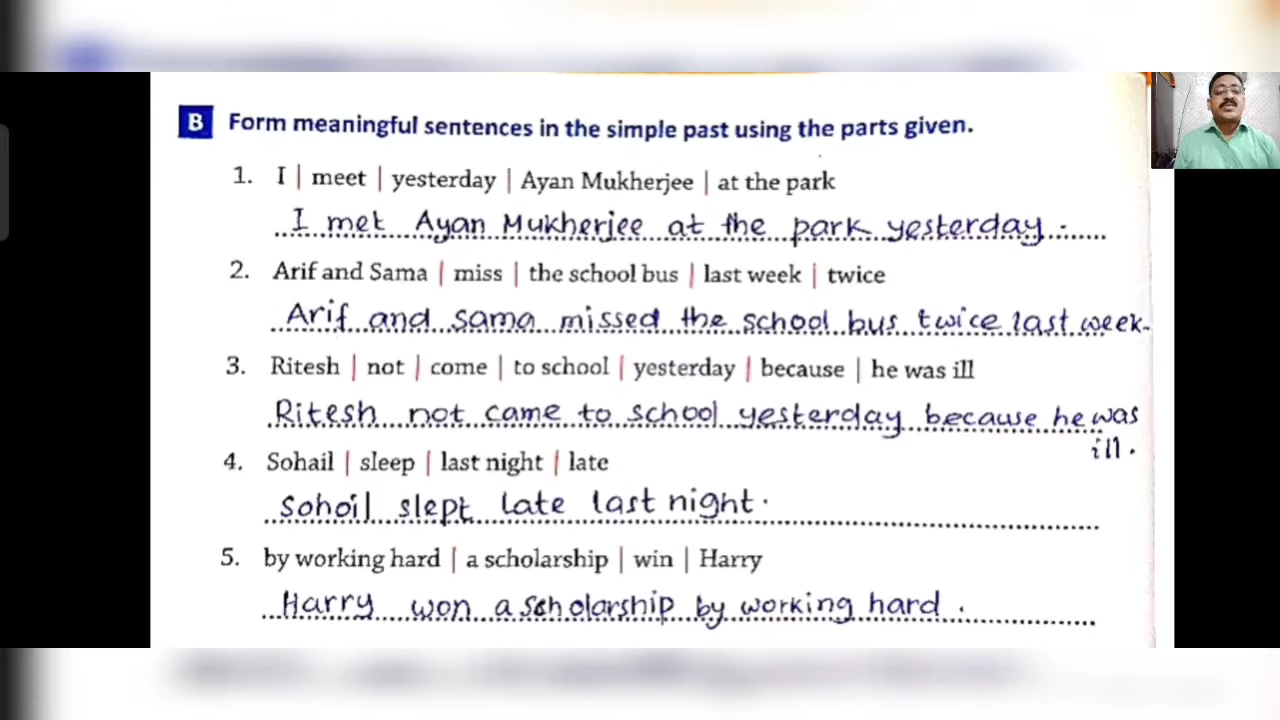 B Form meaningful sentences in the simple past using the parts given.
1. I | meet | yesterday | Ayan Mukherjee | at the park
I met Ayan Mukherjee at the park yesterday.
2. Arif and Sama | miss | the school bus | last week | twice
Arif and Sama missed the school bus twice last week.
3. Ritesh | not | come | to school | yesterday | because | he was ill
Ritesh not came to school yesterday because he was
ill.
4. Sohail | sleep | last night | late
Sohail slept late last night.
5. by working hard | a scholarship | win | Harry
Harry won a scholarship by working hard.